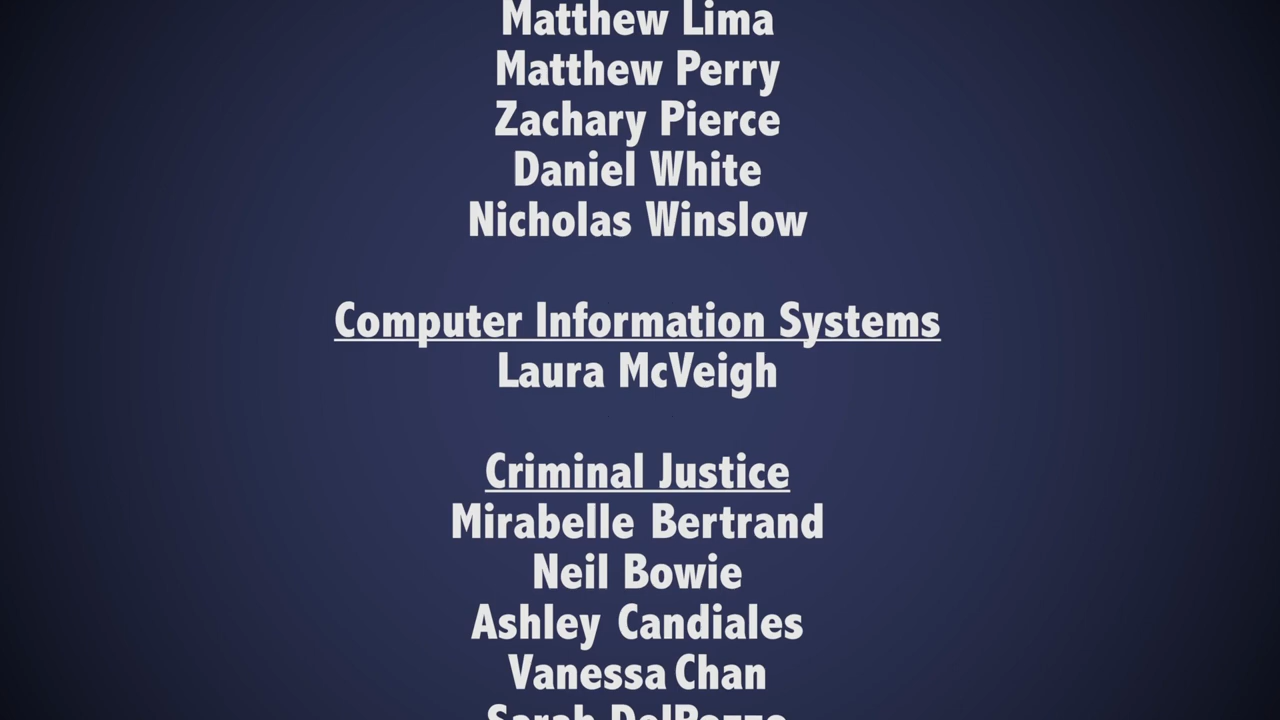 Matthew Lima
Matthew Perry
Zachary Pierce
Daniel White
Nicholas Winslow
Computer Information Systems
Laura McVeigh
Criminal Justice
Mirabelle Bertrand
Neil Bowie
Ashley Candiales
Vanessa Chan
Sarah